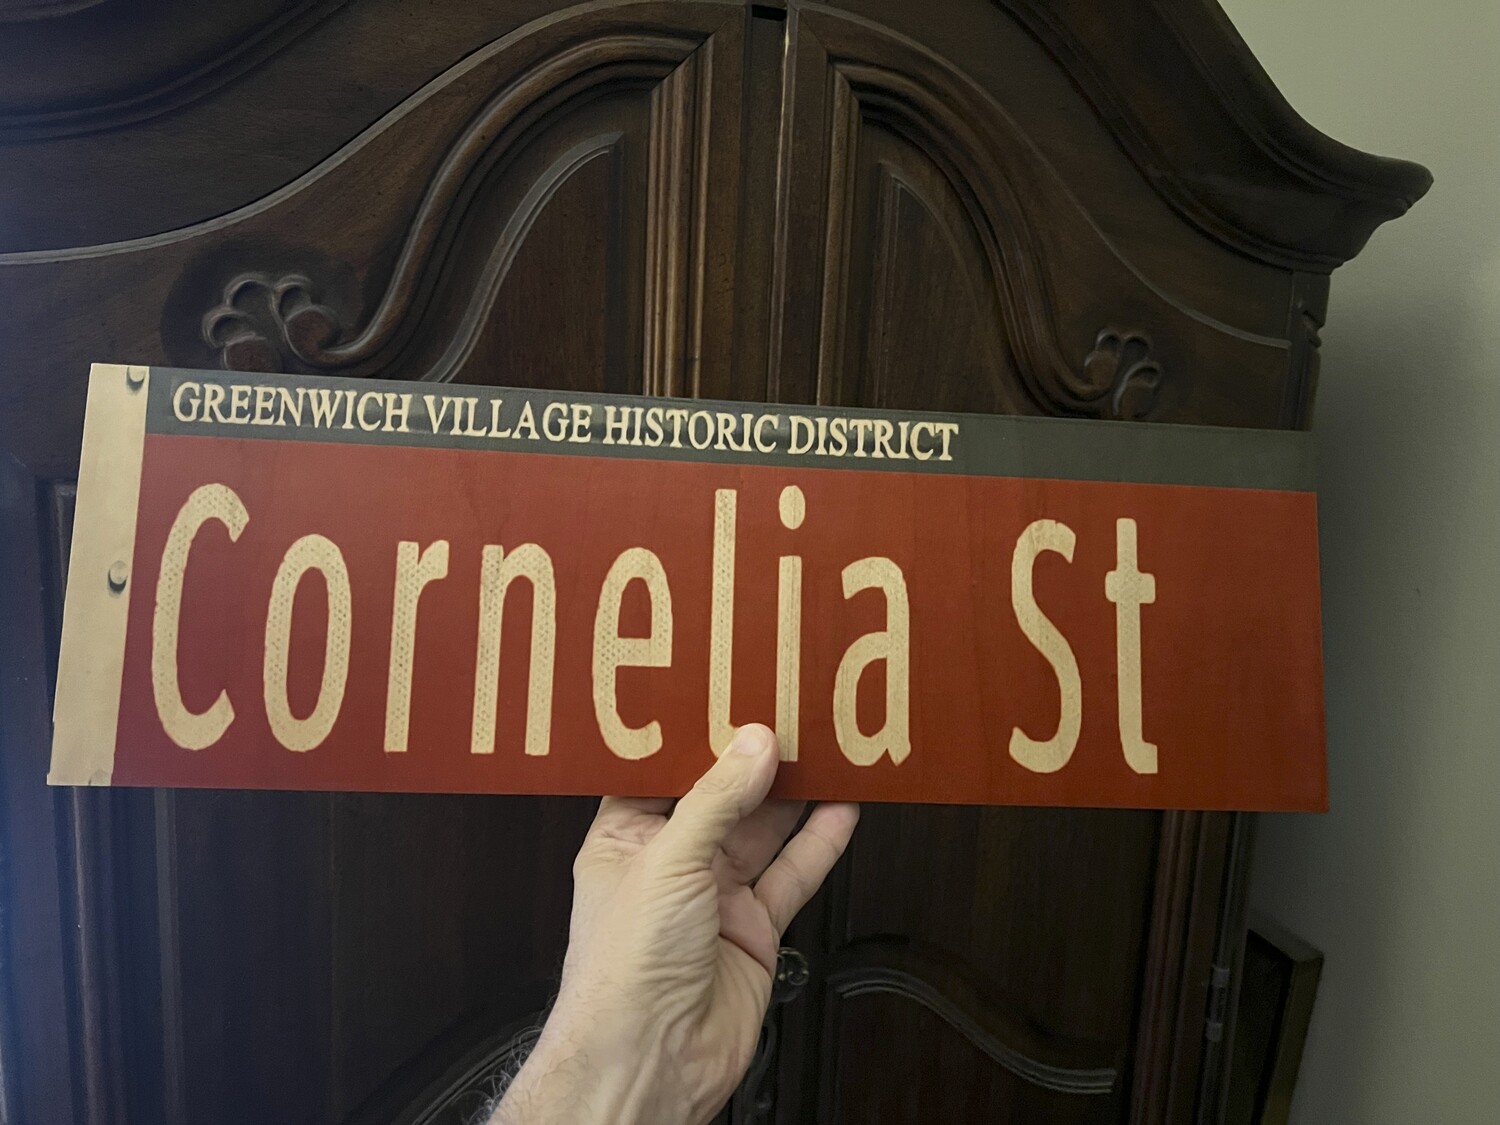 GREENWICH VILLAGE HISTORIC DISTRICT
Cornelia St